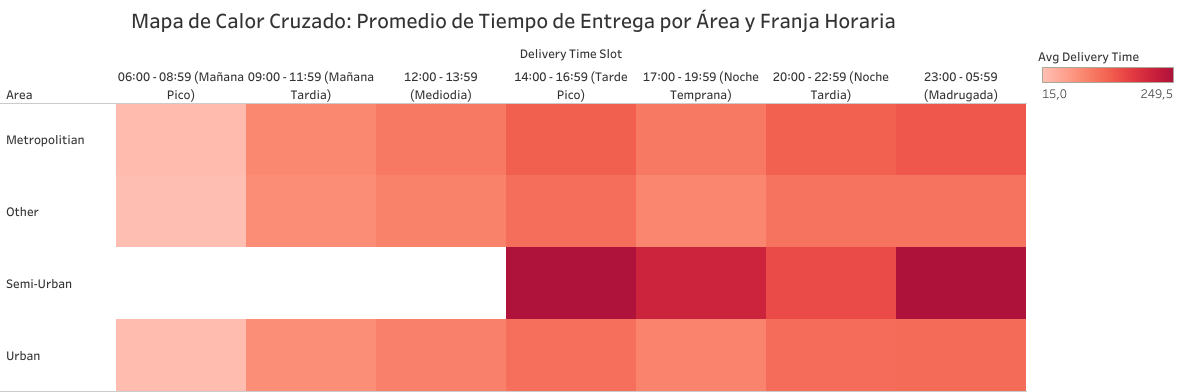 Mapa de Calor Cruzado: Promedio de Tiempo de Entrega por Área y Franja Horaria
Delivery Time Slot
Area
06:00 - 08:59 (Mañana
Pico)
09:00 - 11:59 (Mañana
Tardia)
12:00 - 13:59
(Mediodia)
14:00 - 16:59 (Tarde
Pico)
17:00 - 19:59 (Noche
Temprana)
20:00 - 22:59 (Noche
Tardia)
23:00 - 05:59
(Madrugada)
Metropolitian
Other
Semi-Urban
Urban
Avg Delivery Time
15,0
249,5